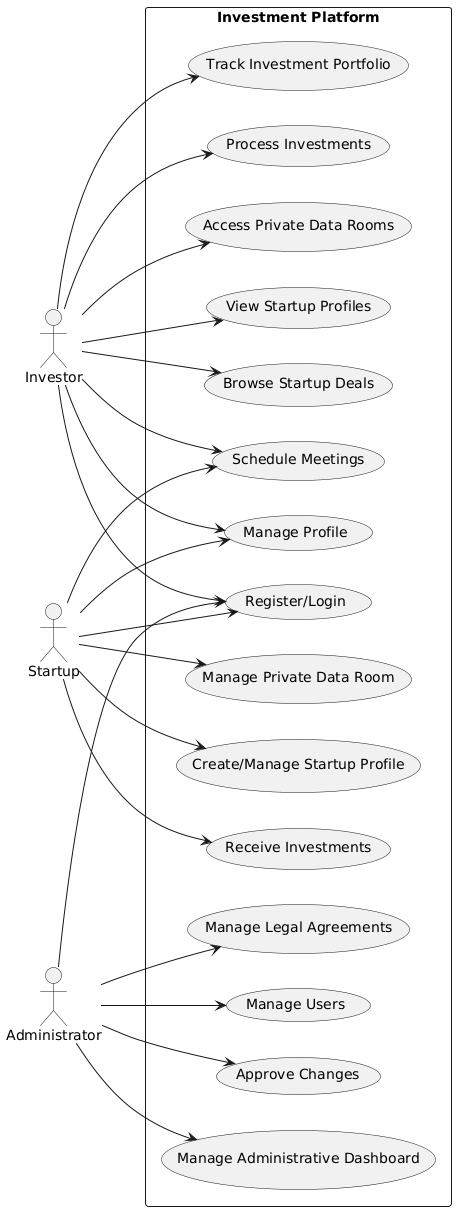 Investment Platform
Track Investment Portfolio
Process Investments
Access Private Data Rooms
View Startup Profiles
Investor
Browse Startup Deals
Schedule Meetings
Manage Profile
Register/Login
Startup
Manage Private Data Room
Create/Manage Startup Profile
Receive Investments
Manage Legal Agreements
Manage Users
Administrator
Approve Changes
Manage Administrative Dashboard